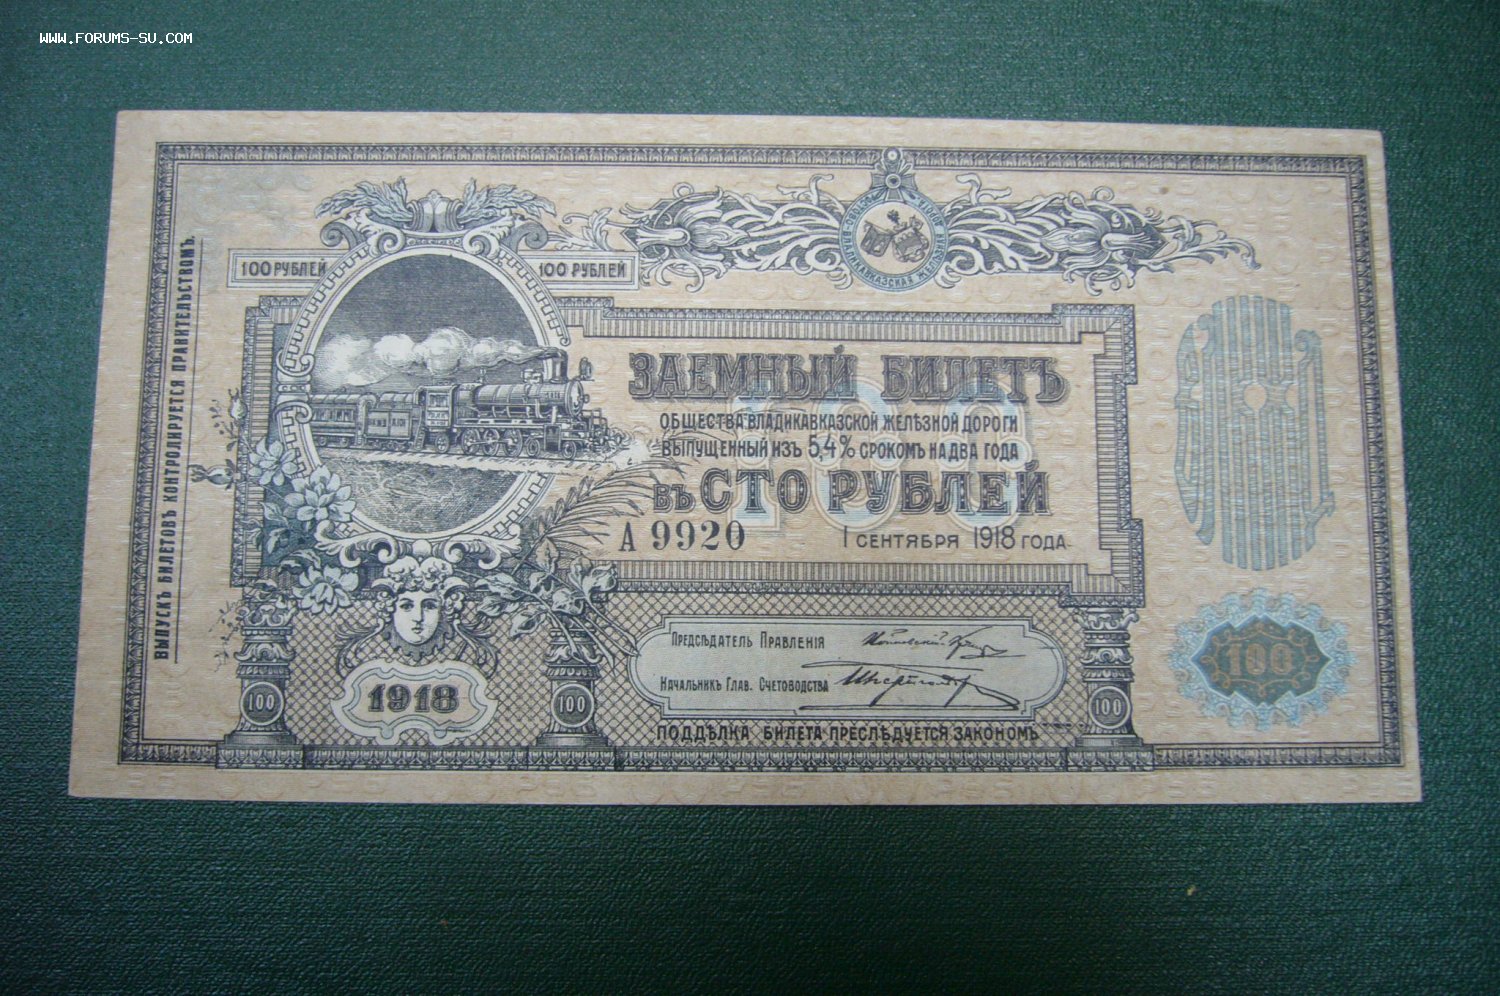 WWW.FORUMS-SU.COM
ВЫПУСКЪ БИЛЕТОВЪ КОНТРОЛИРУЕТСЯ ПРАВИТЕЛЬСТВОМЪ.
100 РУБЛЕЙ
100 РУБЛЕЙ
ЗАЕМНЫЙ БИЛЕТЪ
ОБЩЕСТВА ВЛАДИКАВКАЗСКОЙ ЖЕЛѢЗНОЙ ДОРОГИ
ВЫПУЩЕННЫЙ ИЗЪ 5,4% СРОКОМЪ НА ДВА ГОДА
100
ВЪ СТО РУБЛЕЙ
А 9920
1 СЕНТЯБРЯ 1918 ГОДА.
ПРЕДСѢДАТЕЛЬ ПРАВЛЕНІЯ
НАЧАЛЬНИКЪ ГЛАВ. СЧЕТОВОДСТВА
1918
100
100
100
100
ПОДДѢЛКА БИЛЕТА ПРЕСЛѢДУЕТСЯ ЗАКОНОМЪ